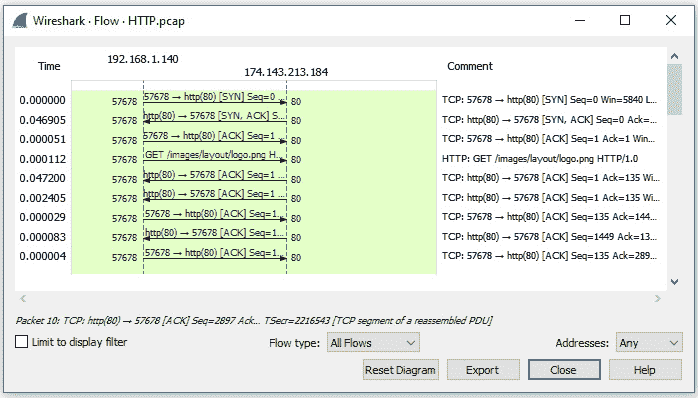 Wireshark · Flow · HTTP.pcap
Time 192.168.1.140 174.143.213.184 Comment
0.000000 57678 57678 → http(80) [SYN] Seq=0 ... 80 TCP: 57678 → http(80) [SYN] Seq=0 Win=5840 L...
0.046905 57678 http(80) → 57678 [SYN, ACK] S... 80 TCP: http(80) → 57678 [SYN, ACK] Seq=0 Ack=...
0.000051 57678 57678 → http(80) [ACK] Seq=1 ... 80 TCP: 57678 → http(80) [ACK] Seq=1 Ack=1 Win...
0.000112 57678 GET /images/layout/logo.png H... 80 HTTP: GET /images/layout/logo.png HTTP/1.0
0.047200 57678 http(80) → 57678 [ACK] Seq=1 ... 80 TCP: http(80) → 57678 [ACK] Seq=1 Ack=135 Wi...
0.002405 57678 http(80) → 57678 [ACK] Seq=1 ... 80 TCP: http(80) → 57678 [ACK] Seq=1 Ack=135 Wi...
0.000029 57678 57678 → http(80) [ACK] Seq=1... 80 TCP: 57678 → http(80) [ACK] Seq=135 Ack=144...
0.000083 57678 http(80) → 57678 [ACK] Seq=1... 80 TCP: http(80) → 57678 [ACK] Seq=1449 Ack=13...
0.000004 57678 57678 → http(80) [ACK] Seq=1... 80 TCP: 57678 → http(80) [ACK] Seq=135 Ack=289...
Packet 10: TCP: http(80) → 57678 [ACK] Seq=2897 Ack... TSecr=2216543 [TCP segment of a reassembled PDU]
Limit to display filter Flow type: All Flows Addresses: Any
Reset Diagram Export Close Help